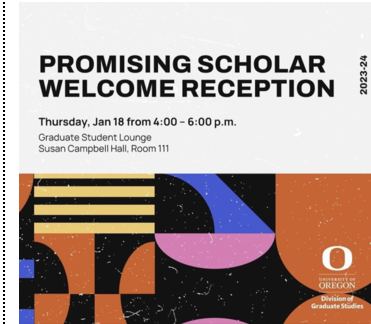 PROMISING SCHOLAR
WELCOME RECEPTION
2023-24
Thursday, Jan 18 from 4:00 – 6:00 p.m.
Graduate Student Lounge
Susan Campbell Hall, Room 111
O
UNIVERSITY OF
OREGON
Division of
Graduate Studies